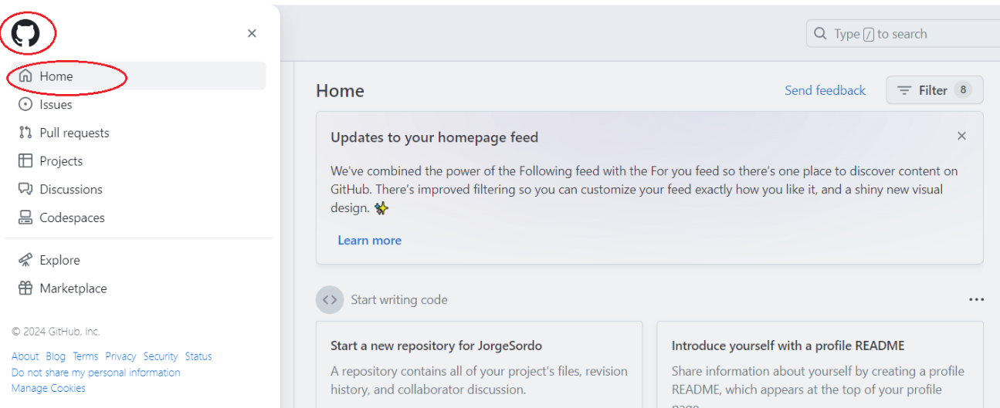 Home
Issues
Pull requests
Projects
Discussions
Codespaces
Explore
Marketplace
© 2024 GitHub, Inc.
About Blog Terms Privacy Security Status
Do not share my personal information
Manage Cookies
Type / to search
Home
Send feedback
Filter 8
Updates to your homepage feed
We've combined the power of the Following feed with the For you feed so there's one place to discover content on
GitHub. There's improved filtering so you can customize your feed exactly how you like it, and a shiny new visual
design. ✨
Learn more
Start writing code
Start a new repository for JorgeSordo
A repository contains all of your project's files, revision
history, and collaborator discussion.
Introduce yourself with a profile README
Share information about yourself by creating a profile
README, which appears at the top of your profile
page.